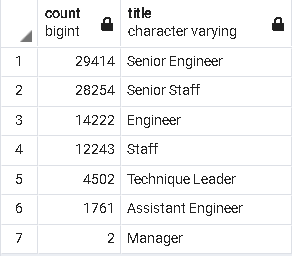 count title
bigint character varying
1 29414 Senior Engineer
2 28254 Senior Staff
3 14222 Engineer
4 12243 Staff
5 4502 Technique Leader
6 1761 Assistant Engineer
7 2 Manager